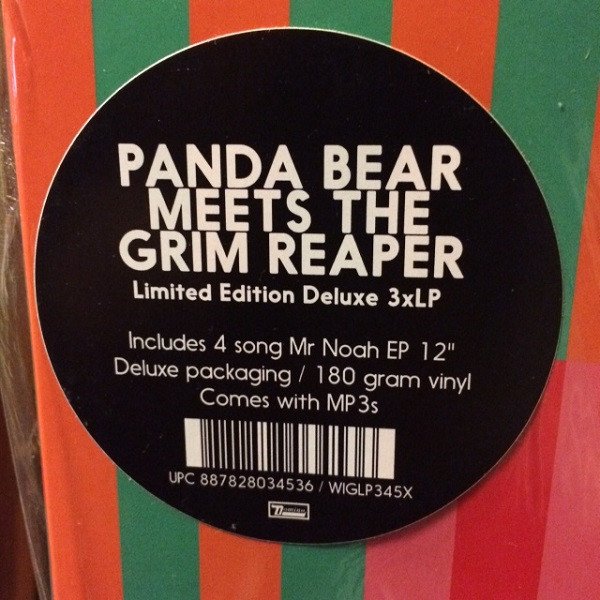 PANDA BEAR
MEETS THE
GRIM REAPER
Limited Edition Deluxe 3xLP
Includes 4 song Mr Noah EP 12"
Deluxe packaging / 180 gram vinyl
Comes with MP3s
UPC 887828034536 / WIGLP345X
Domino